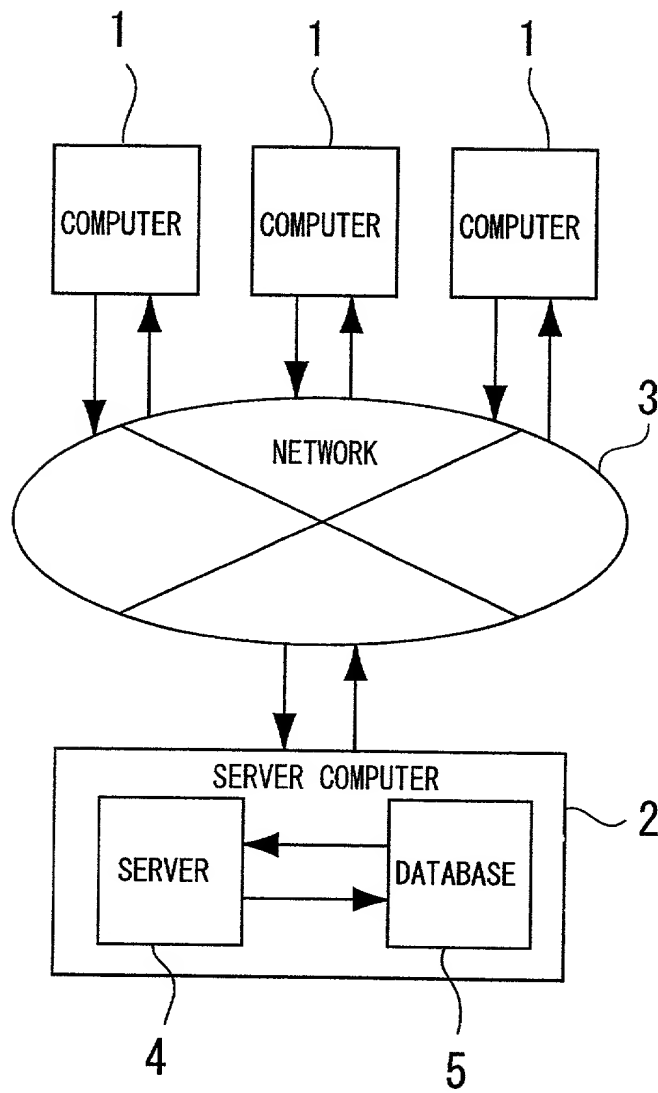 1 1 1
COMPUTER COMPUTER COMPUTER
3
NETWORK
SERVER COMPUTER
2
SERVER DATABASE
4 5